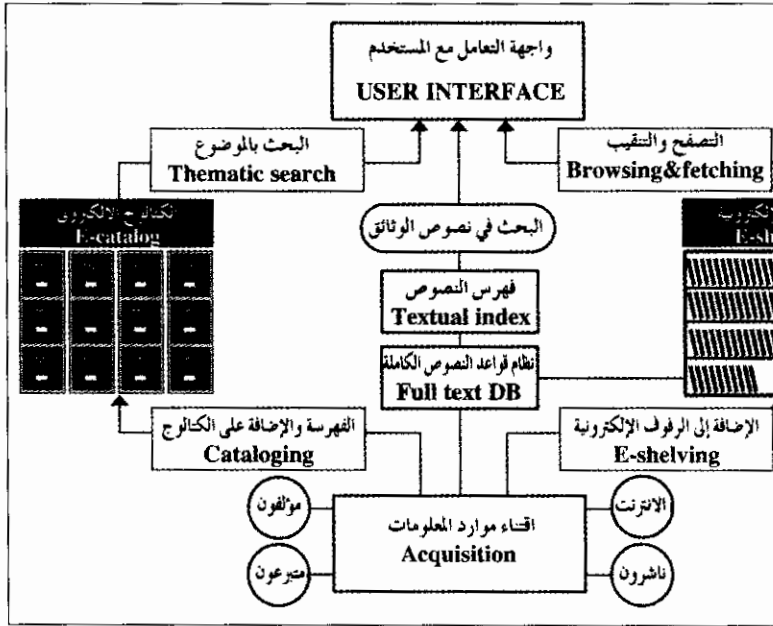 واجهة التعامل مع المستخدم
USER INTERFACE
البحث بالموضوع
Thematic search
التصفح والتنقيب
Browsing&fetching
الكتالوج الالكتروني
E-catalog
البحث في نصوص الوثائق
فهرس النصوص
Textual index
نظام قواعد النصوص الكاملة
Full text DB
الفهرسة والإضافة على الكتالوج
Cataloging
الإضافة إلى الرفوف الإلكترونية
E-shelving
مؤلفون
متبرعون
اقتناء موارد المعلومات
Acquisition
الانترنت
ناشرون